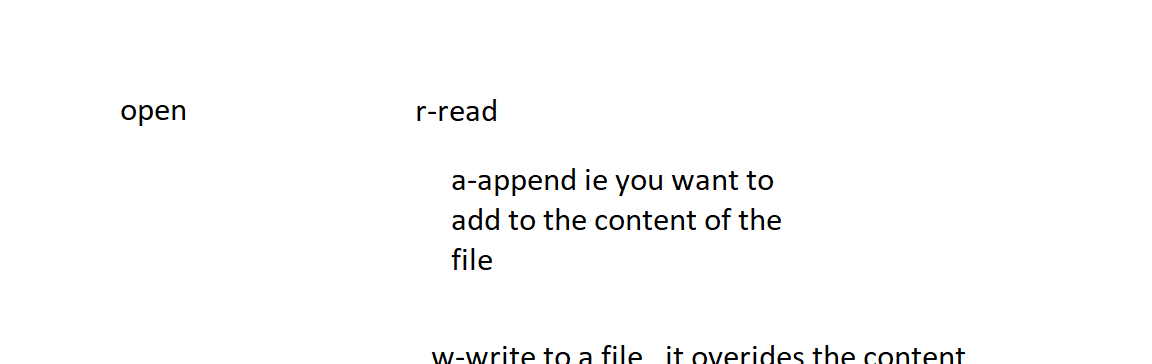 open r-read
a-append ie you want to
add to the content of the
file
w-write to a file it overides the content